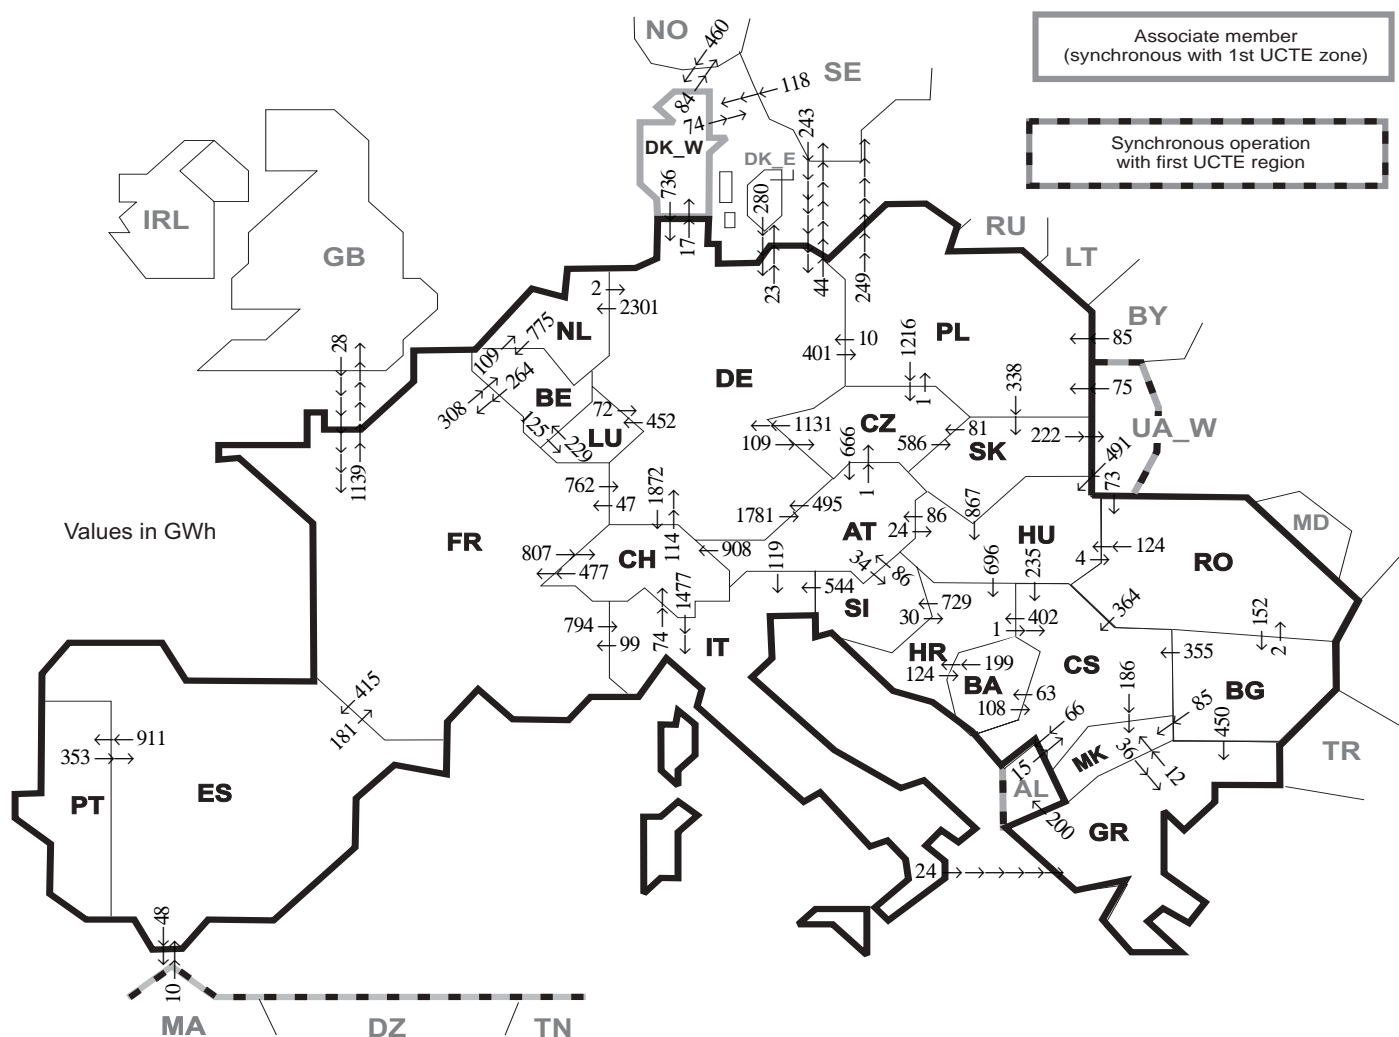 NO
460
Associate member
(synchronous with 1st UCTE zone)
SE
118
84
74
243
Synchronous operation
with first UCTE region
DK_W
DK_E
736
280
IRL
GB
17
23
44
249
RU
LT
2
2301
NL
775
109
28
BY
85
10
401
1216
PL
DE
264
BE
308
338
75
1
72
452
125
229
LU
1131
109
CZ
81
586
666
SK
222
UA_W
491
73
1139
762
47
1872
1
495
1781
867
MD
Values in GWh
FR
AT
86
24
HU
807
477
CH
114
908
119
34
86
696
235
4
124
RO
1477
544
SI
729
30
364
152
794
99
74
IT
402
1
2
HR
124
199
BA
CS
355
186
BG
415
181
63
108
66
85
450
911
353
15
MK
36
12
TR
PT
ES
AL
200
GR
24
48
10
MA
DZ
TN